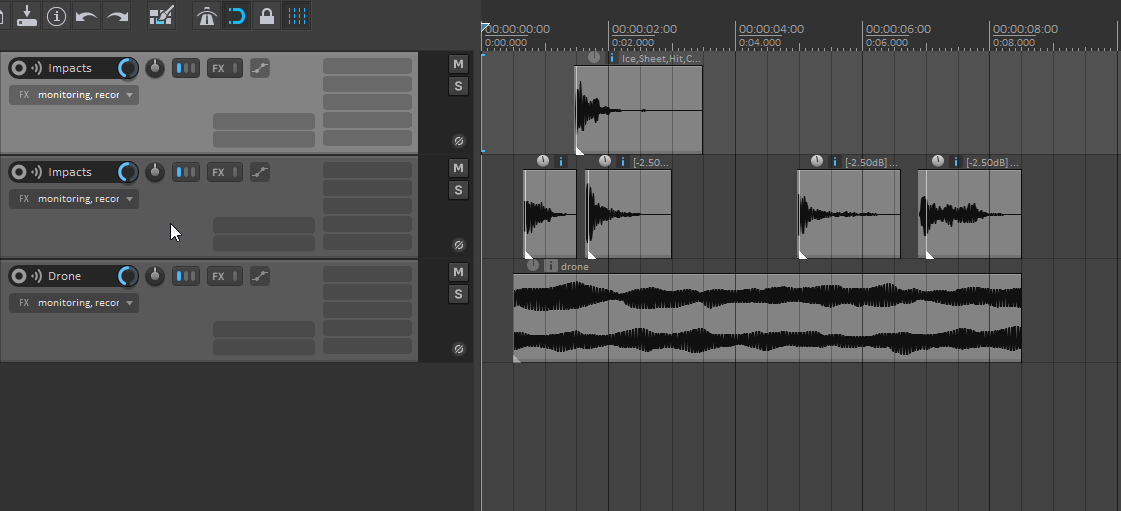 00:00:00:00 00:00:02:00 00:00:04:00 00:00:06:00 00:00:08:00
0:00.000 0:02.000 0:04.000 0:06.000 0:08.000
Impacts FX M
Ice,Sheet,Hit,C...
FX monitoring, recor S
Impacts FX M
[-2.50... [-2.50dB] ... [-2.50dB] ...
FX monitoring, recor S
Drone FX M
drone
FX monitoring, recor S